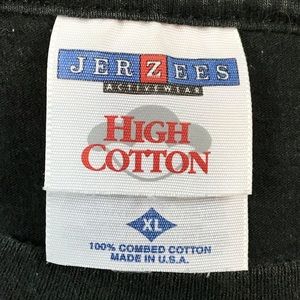 JERZEES
ACTIVEWEAR
HIGH
COTTON
XL
100% COMBED COTTON
MADE IN U.S.A.